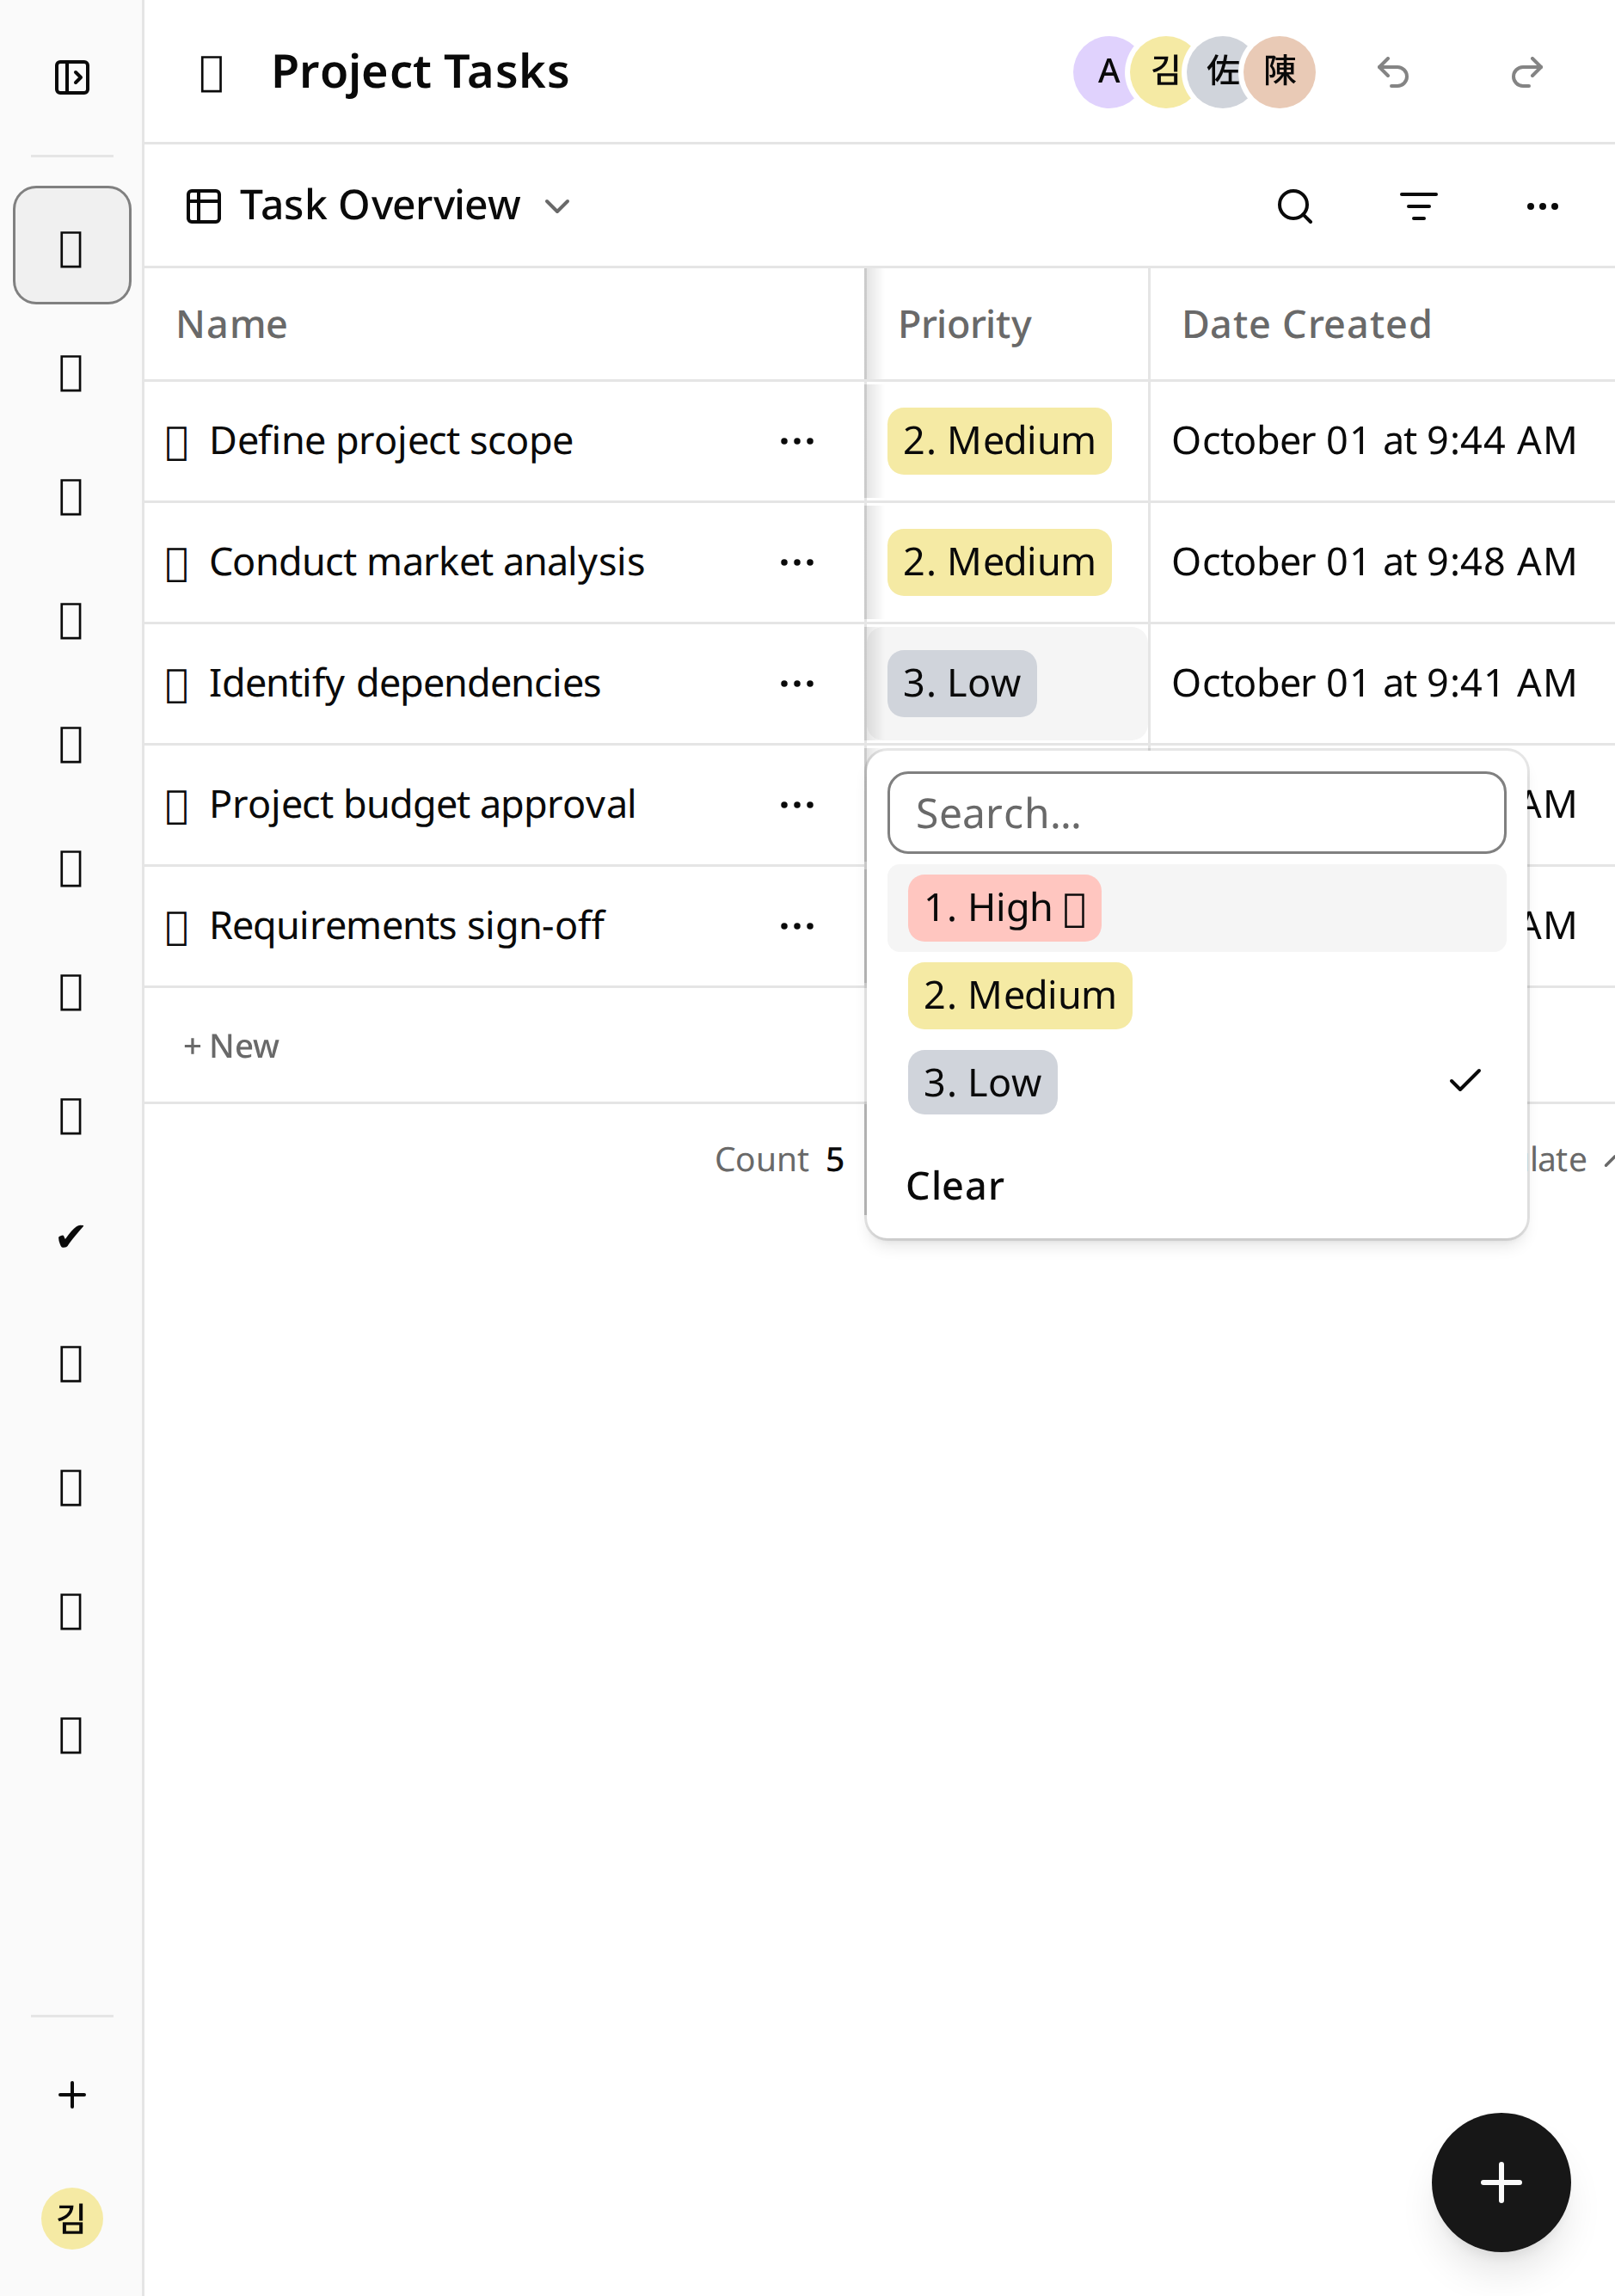 Project Tasks
A 김 佐 陳
Task Overview
Name Priority Date Created
Define project scope 2. Medium October 01 at 9:44 AM
Conduct market analysis 2. Medium October 01 at 9:48 AM
Identify dependencies 3. Low October 01 at 9:41 AM
Project budget approval AM
Requirements sign-off AM
Search...
1. High
2. Medium
3. Low
Clear
+ New
Count 5
late
김